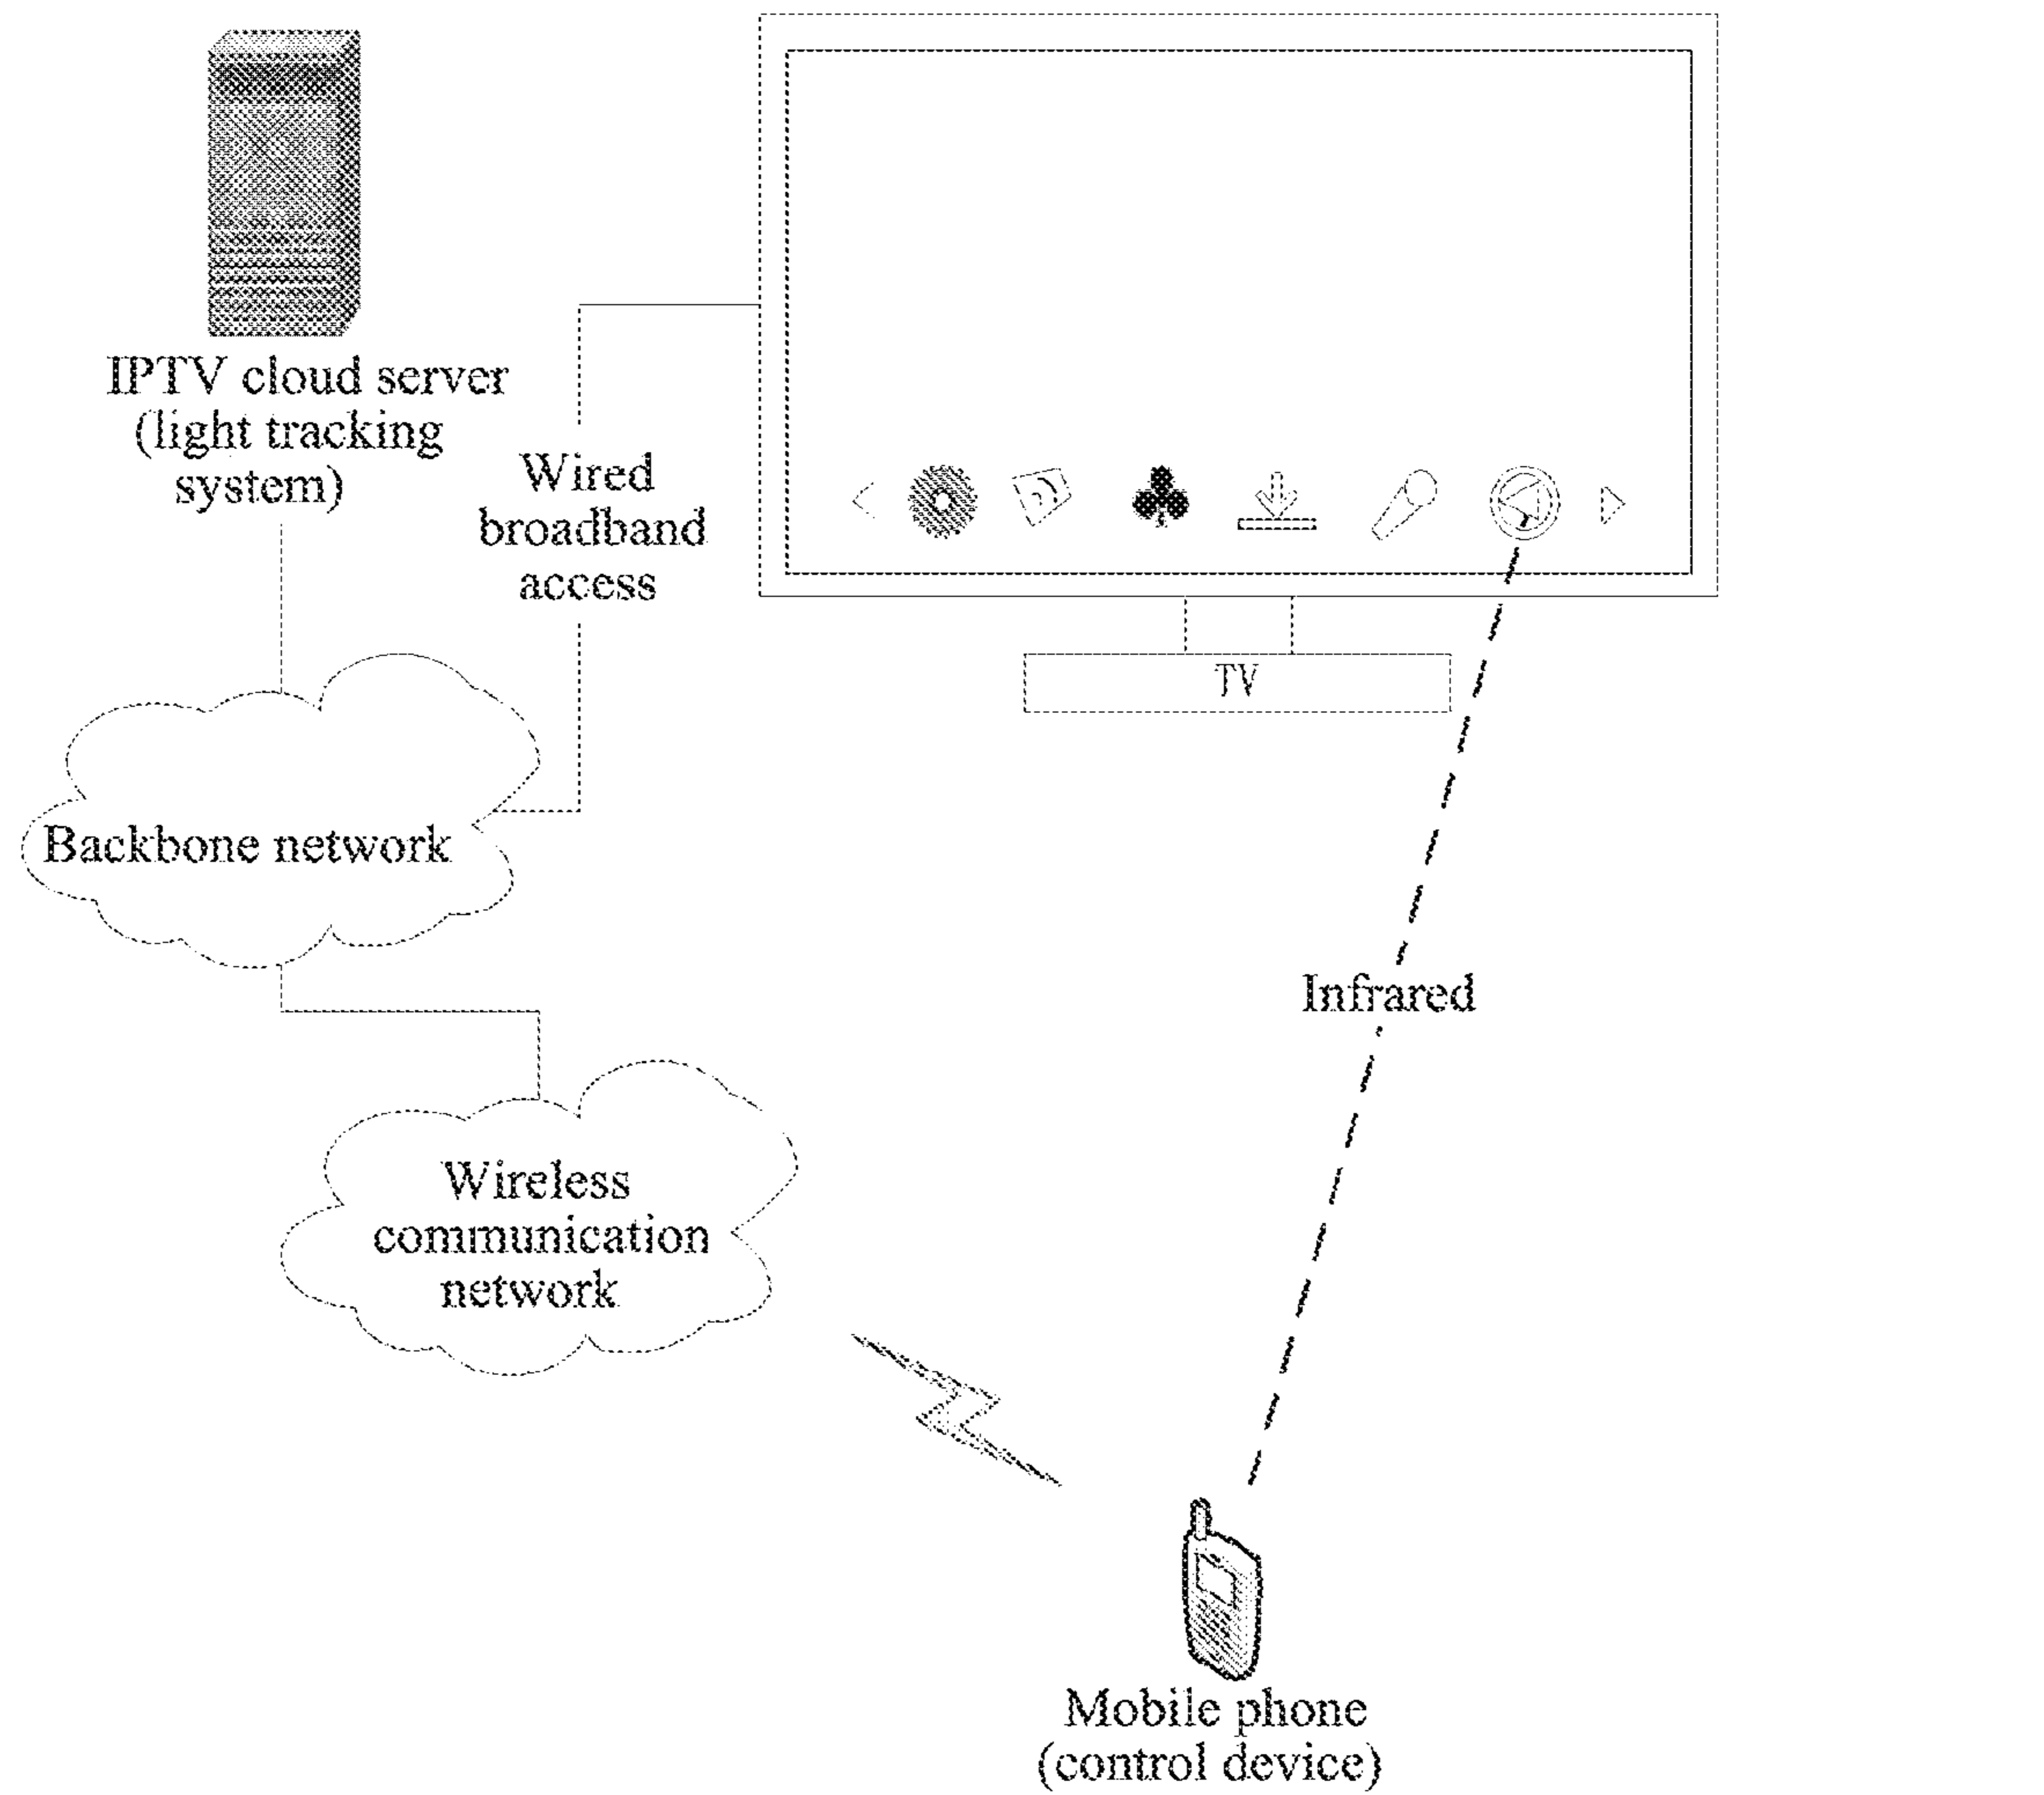 IPTV cloud server
(light tracking
system)
Wired
broadband
access
TV
Backbone network
Infrared
Wireless
communication
network
Mobile phone
(control device)